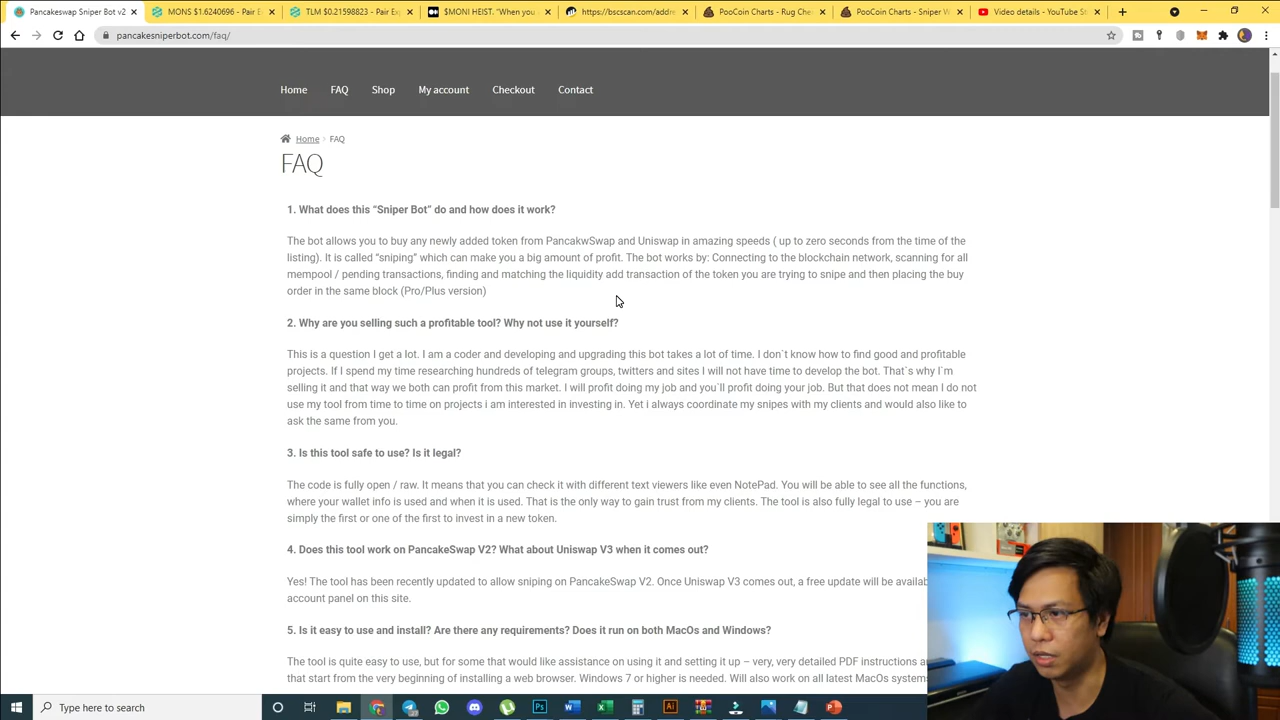 Pancakeswap Sniper Bot v2
MONS $1.6240696 - Pair E
TLM $0.21598823 - Pair Ex
$MONI HEIST. "When you
https://bscscan.com/addre
PooCoin Charts - Rug Che
PooCoin Charts - Sniper W
Video details - YouTube St
pancakesniperbot.com/faq/
Home FAQ Shop My account Checkout Contact
Home › FAQ
FAQ
1. What does this “Sniper Bot” do and how does it work?
The bot allows you to buy any newly added token from PancakwSwap and Uniswap in amazing speeds ( up to zero seconds from the time of the
listing). It is called “sniping” which can make you a big amount of profit. The bot works by: Connecting to the blockchain network, scanning for all
mempool / pending transactions, finding and matching the liquidity add transaction of the token you are trying to snipe and then placing the buy
order in the same block (Pro/Plus version)
2. Why are you selling such a profitable tool? Why not use it yourself?
This is a question I get a lot. I am a coder and developing and upgrading this bot takes a lot of time. I don`t know how to find good and profitable
projects. If I spend my time researching hundreds of telegram groups, twitters and sites I will not have time to develop the bot. That`s why I`m
selling it and that way we both can profit from this market. I will profit doing my job and you`ll profit doing your job. But that does not mean I do not
use my tool from time to time on projects i am interested in investing in. Yet i always coordinate my snipes with my clients and would also like to
ask the same from you.
3. Is this tool safe to use? Is it legal?
The code is fully open / raw. It means that you can check it with different text viewers like even NotePad. You will be able to see all the functions,
where your wallet info is used and when it is used. That is the only way to gain trust from my clients. The tool is also fully legal to use – you are
simply the first or one of the first to invest in a new token.
4. Does this tool work on PancakeSwap V2? What about Uniswap V3 when it comes out?
Yes! The tool has been recently updated to allow sniping on PancakeSwap V2. Once Uniswap V3 comes out, a free update will be availab
account panel on this site.
5. Is it easy to use and install? Are there any requirements? Does it run on both MacOs and Windows?
The tool is quite easy to use, but for some that would like assistance on using it and setting it up – very, very detailed PDF instructions a
that start from the very beginning of installing a web browser. Windows 7 or higher is needed. Will also work on all latest MacOs systems
Type here to search